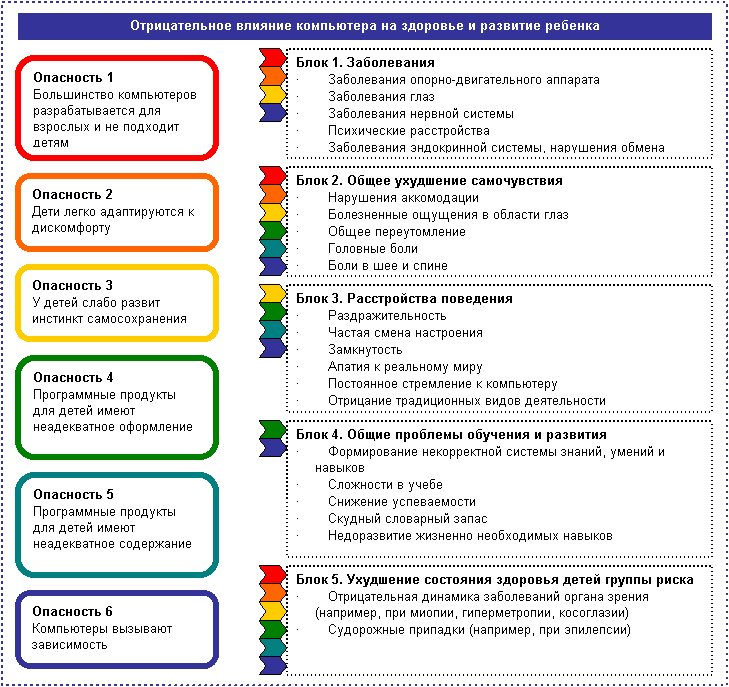 Отрицательное влияние компьютера на здоровье и развитие ребенка
Опасность 1
Большинство компьютеров
разрабатывается для
взрослых и не подходит
детям
Опасность 2
Дети легко адаптируются к
дискомфорту
Опасность 3
У детей слабо развит
инстинкт самосохранения
Опасность 4
Программные продукты
для детей имеют
неадекватное оформление
Опасность 5
Программные продукты
для детей имеют
неадекватное содержание
Опасность 6
Компьютеры вызывают
зависимость
Блок 1. Заболевания
· Заболевания опорно-двигательного аппарата
· Заболевания глаз
· Заболевания нервной системы
· Психические расстройства
· Заболевания эндокринной системы, нарушения обмена
Блок 2. Общее ухудшение самочувствия
· Нарушения аккомодации
· Болезненные ощущения в области глаз
· Общее переутомление
· Головные боли
· Боли в шее и спине
Блок 3. Расстройства поведения
· Раздражительность
· Частая смена настроения
· Замкнутость
· Апатия к реальному миру
· Постоянное стремление к компьютеру
· Отрицание традиционных видов деятельности
Блок 4. Общие проблемы обучения и развития
· Формирование некорректной системы знаний, умений и
навыков
· Сложности в учебе
· Снижение успеваемости
· Скудный словарный запас
· Недоразвитие жизненно необходимых навыков
Блок 5. Ухудшение состояния здоровья детей группы риска
· Отрицательная динамика заболеваний органа зрения
(например, при миопии, гиперметропии, косоглазии)
· Судорожные припадки (например, при эпилепсии)